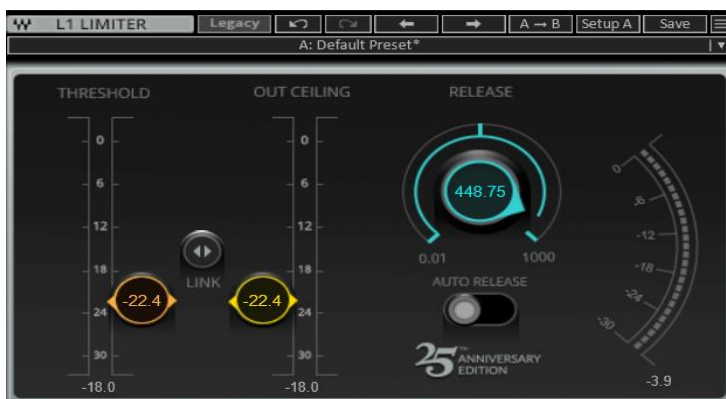 L1 LIMITER Legacy A → B Setup A Save
A: Default Preset*
THRESHOLD OUT CEILING RELEASE
0 0
6 6
12 12
18 18
24 24
30 30
-22.4 LINK -22.4
-18.0 -18.0
448.75
0.01 1000
AUTO RELEASE
25TH ANNIVERSARY
EDITION
0
-6
-12
-18
-24
-30
-3.9